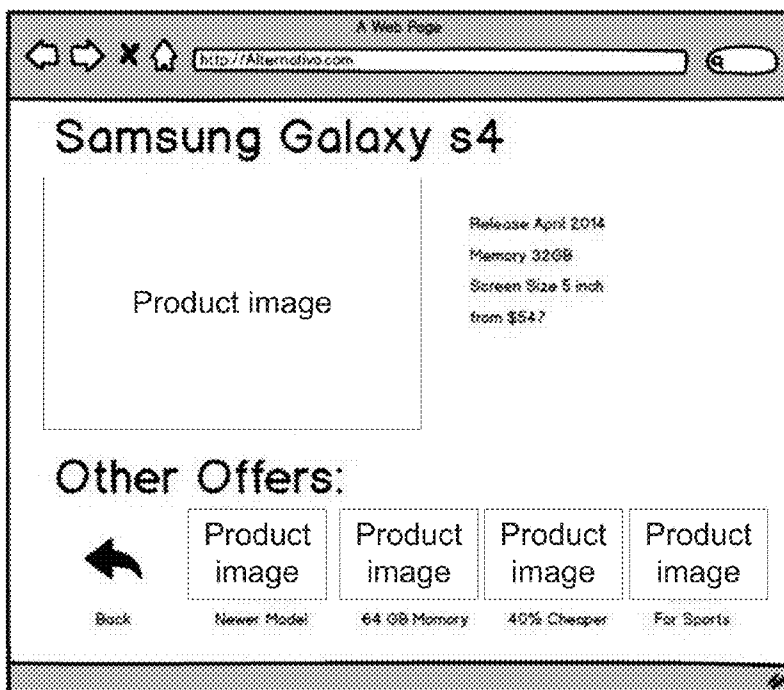 A Web Page
http://Alternativo.com
Samsung Galaxy s4
Release April 2014
Memory 32GB
Screen Size 5 inch
from $547
Product image
Other Offers:
Product image
Product image
Product image
Product image
Back
Newer Model
64 GB Momory
40% Cheaper
For Sports